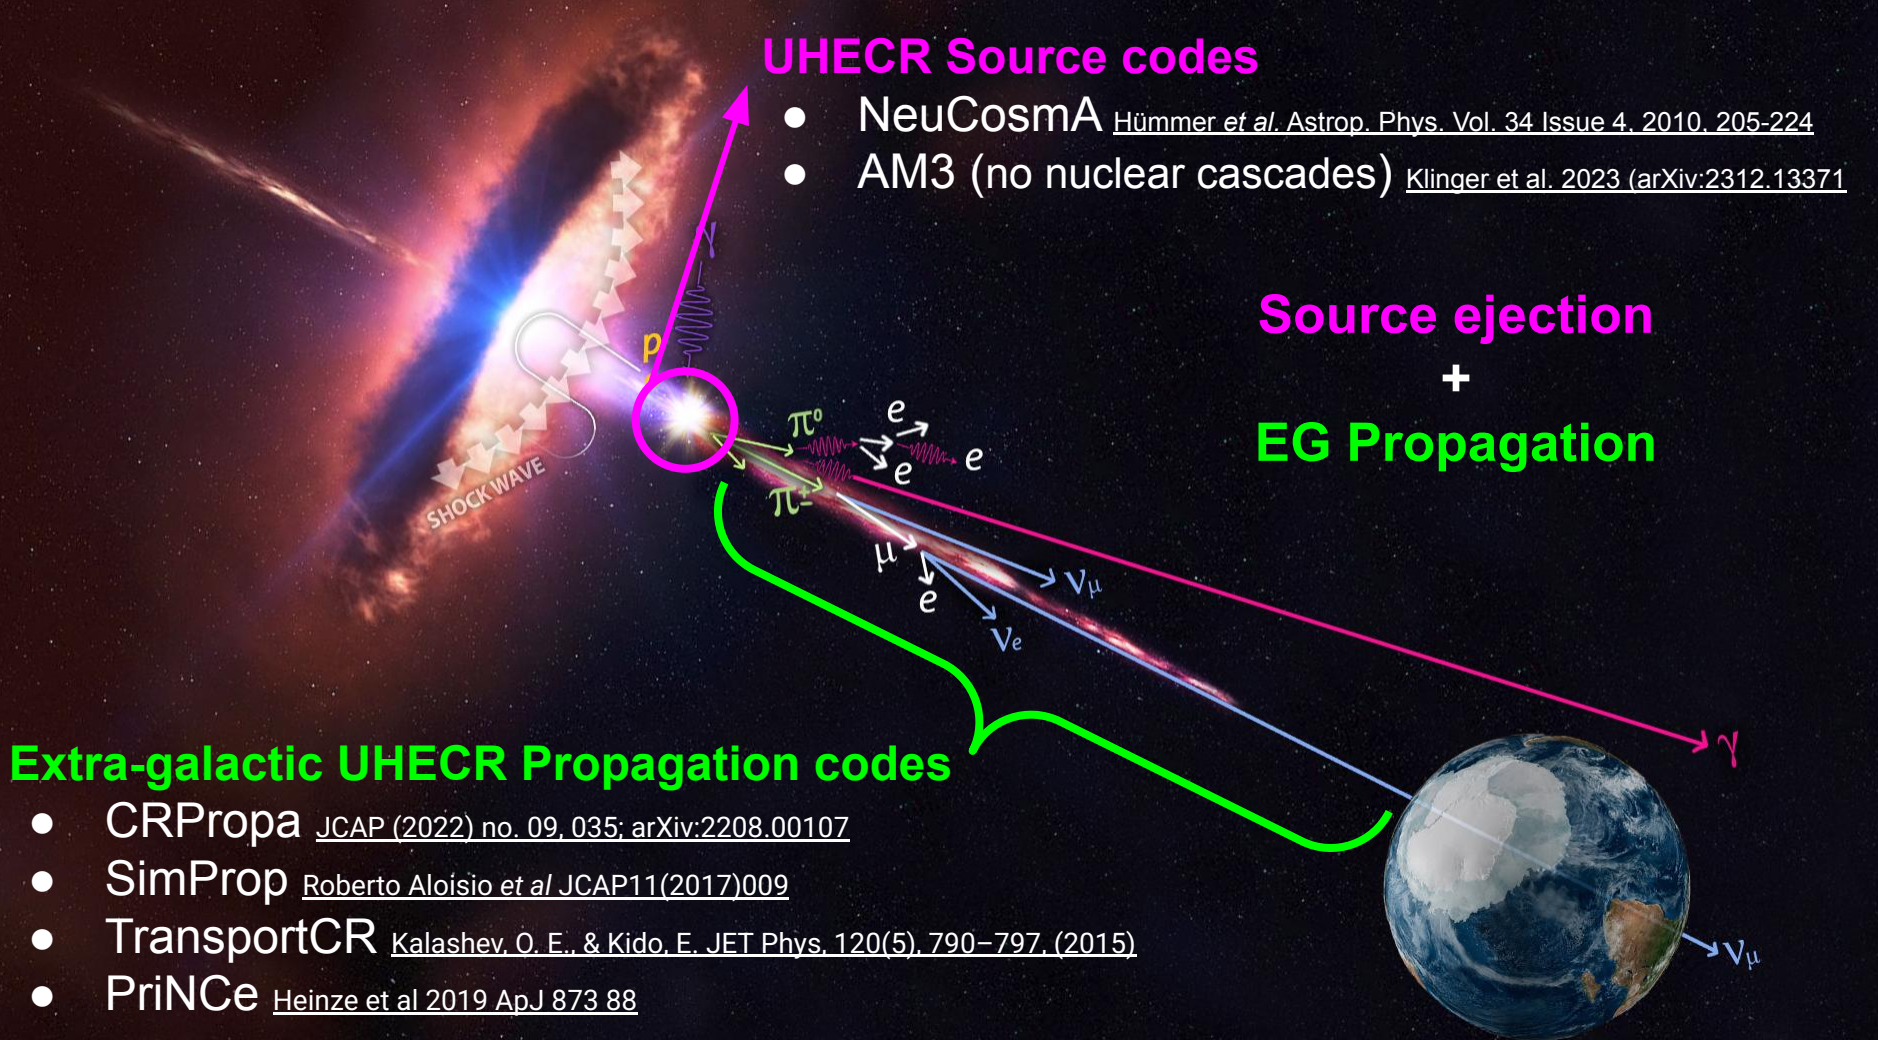 UHECR Source codes
● NeuCosmA Hümmer et al. Astrop. Phys. Vol. 34 Issue 4, 2010, 205-224
● AM3 (no nuclear cascades) Klinger et al. 2023 (arXiv:2312.13371
γ
Source ejection
+
EG Propagation
p
π⁰
e
e
e
π±
SHOCK WAVE
μ
e
νμ
νe
γ
Extra-galactic UHECR Propagation codes
● CRPropa JCAP (2022) no. 09, 035; arXiv:2208.00107
● SimProp Roberto Aloisio et al JCAP11(2017)009
● TransportCR Kalashev, O. E., & Kido, E. JET Phys, 120(5), 790–797, (2015)
● PriNCe Heinze et al 2019 ApJ 873 88
νμ